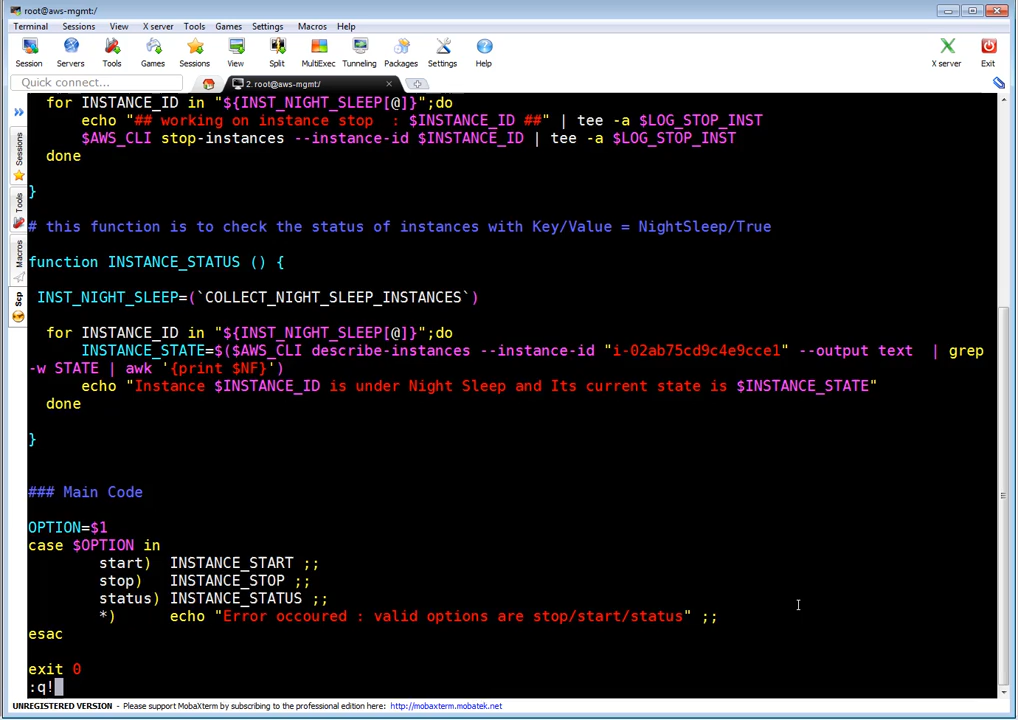 root@aws-mgmt:/
Terminal Sessions View X server Tools Games Settings Macros Help
Session Servers Tools Games Sessions View Split MultiExec Tunneling Packages Settings Help X server Exit
Quick connect... 2. root@aws-mgmt:/
for INSTANCE_ID in "${INST_NIGHT_SLEEP[@]}";do
echo "## working on instance stop : $INSTANCE_ID ##" | tee -a $LOG_STOP_INST
$AWS_CLI stop-instances --instance-id $INSTANCE_ID | tee -a $LOG_STOP_INST
done
}
# this function is to check the status of instances with Key/Value = NightSleep/True
function INSTANCE_STATUS () {
INST_NIGHT_SLEEP=(`COLLECT_NIGHT_SLEEP_INSTANCES`)
for INSTANCE_ID in "${INST_NIGHT_SLEEP[@]}";do
INSTANCE_STATE=$($AWS_CLI describe-instances --instance-id "i-02ab75cd9c4e9cce1" --output text | grep
-w STATE | awk '{print $NF}')
echo "Instance $INSTANCE_ID is under Night Sleep and Its current state is $INSTANCE_STATE"
done
}
### Main Code
OPTION=$1
case $OPTION in
start) INSTANCE_START ;;
stop) INSTANCE_STOP ;;
status) INSTANCE_STATUS ;;
*) echo "Error occoured : valid options are stop/start/status" ;;
esac
exit 0
:q!
Sessions
Tools
Macros
Scp
UNREGISTERED VERSION - Please support MobaXterm by subscribing to the professional edition here: http://mobaxterm.mobatek.net